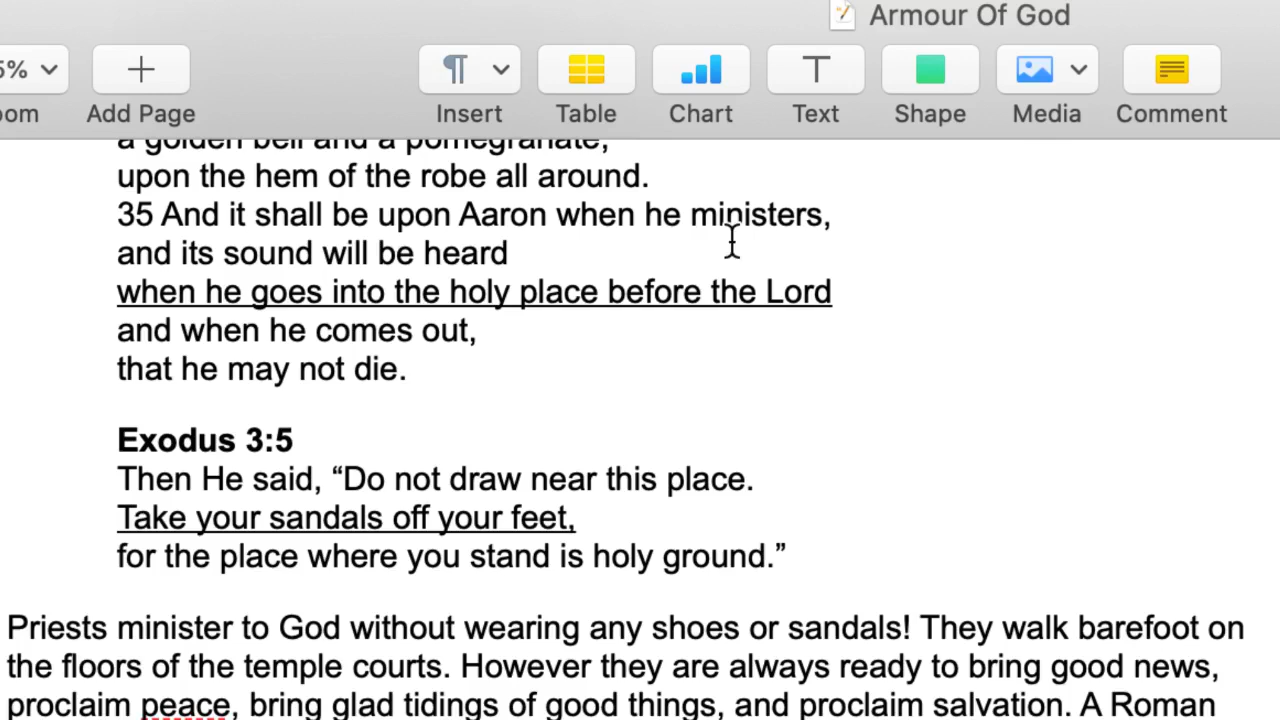 Armour Of God
5%
Add Page
Insert
Table
Chart
Text
Shape
Media
Comment
a golden bell and a pomegranate,
upon the hem of the robe all around.
35 And it shall be upon Aaron when he ministers,
and its sound will be heard
when he goes into the holy place before the Lord
and when he comes out,
that he may not die.
Exodus 3:5
Then He said, “Do not draw near this place.
Take your sandals off your feet,
for the place where you stand is holy ground.”
Priests minister to God without wearing any shoes or sandals! They walk barefoot on
the floors of the temple courts. However they are always ready to bring good news,
proclaim peace, bring glad tidings of good things, and proclaim salvation. A Roman